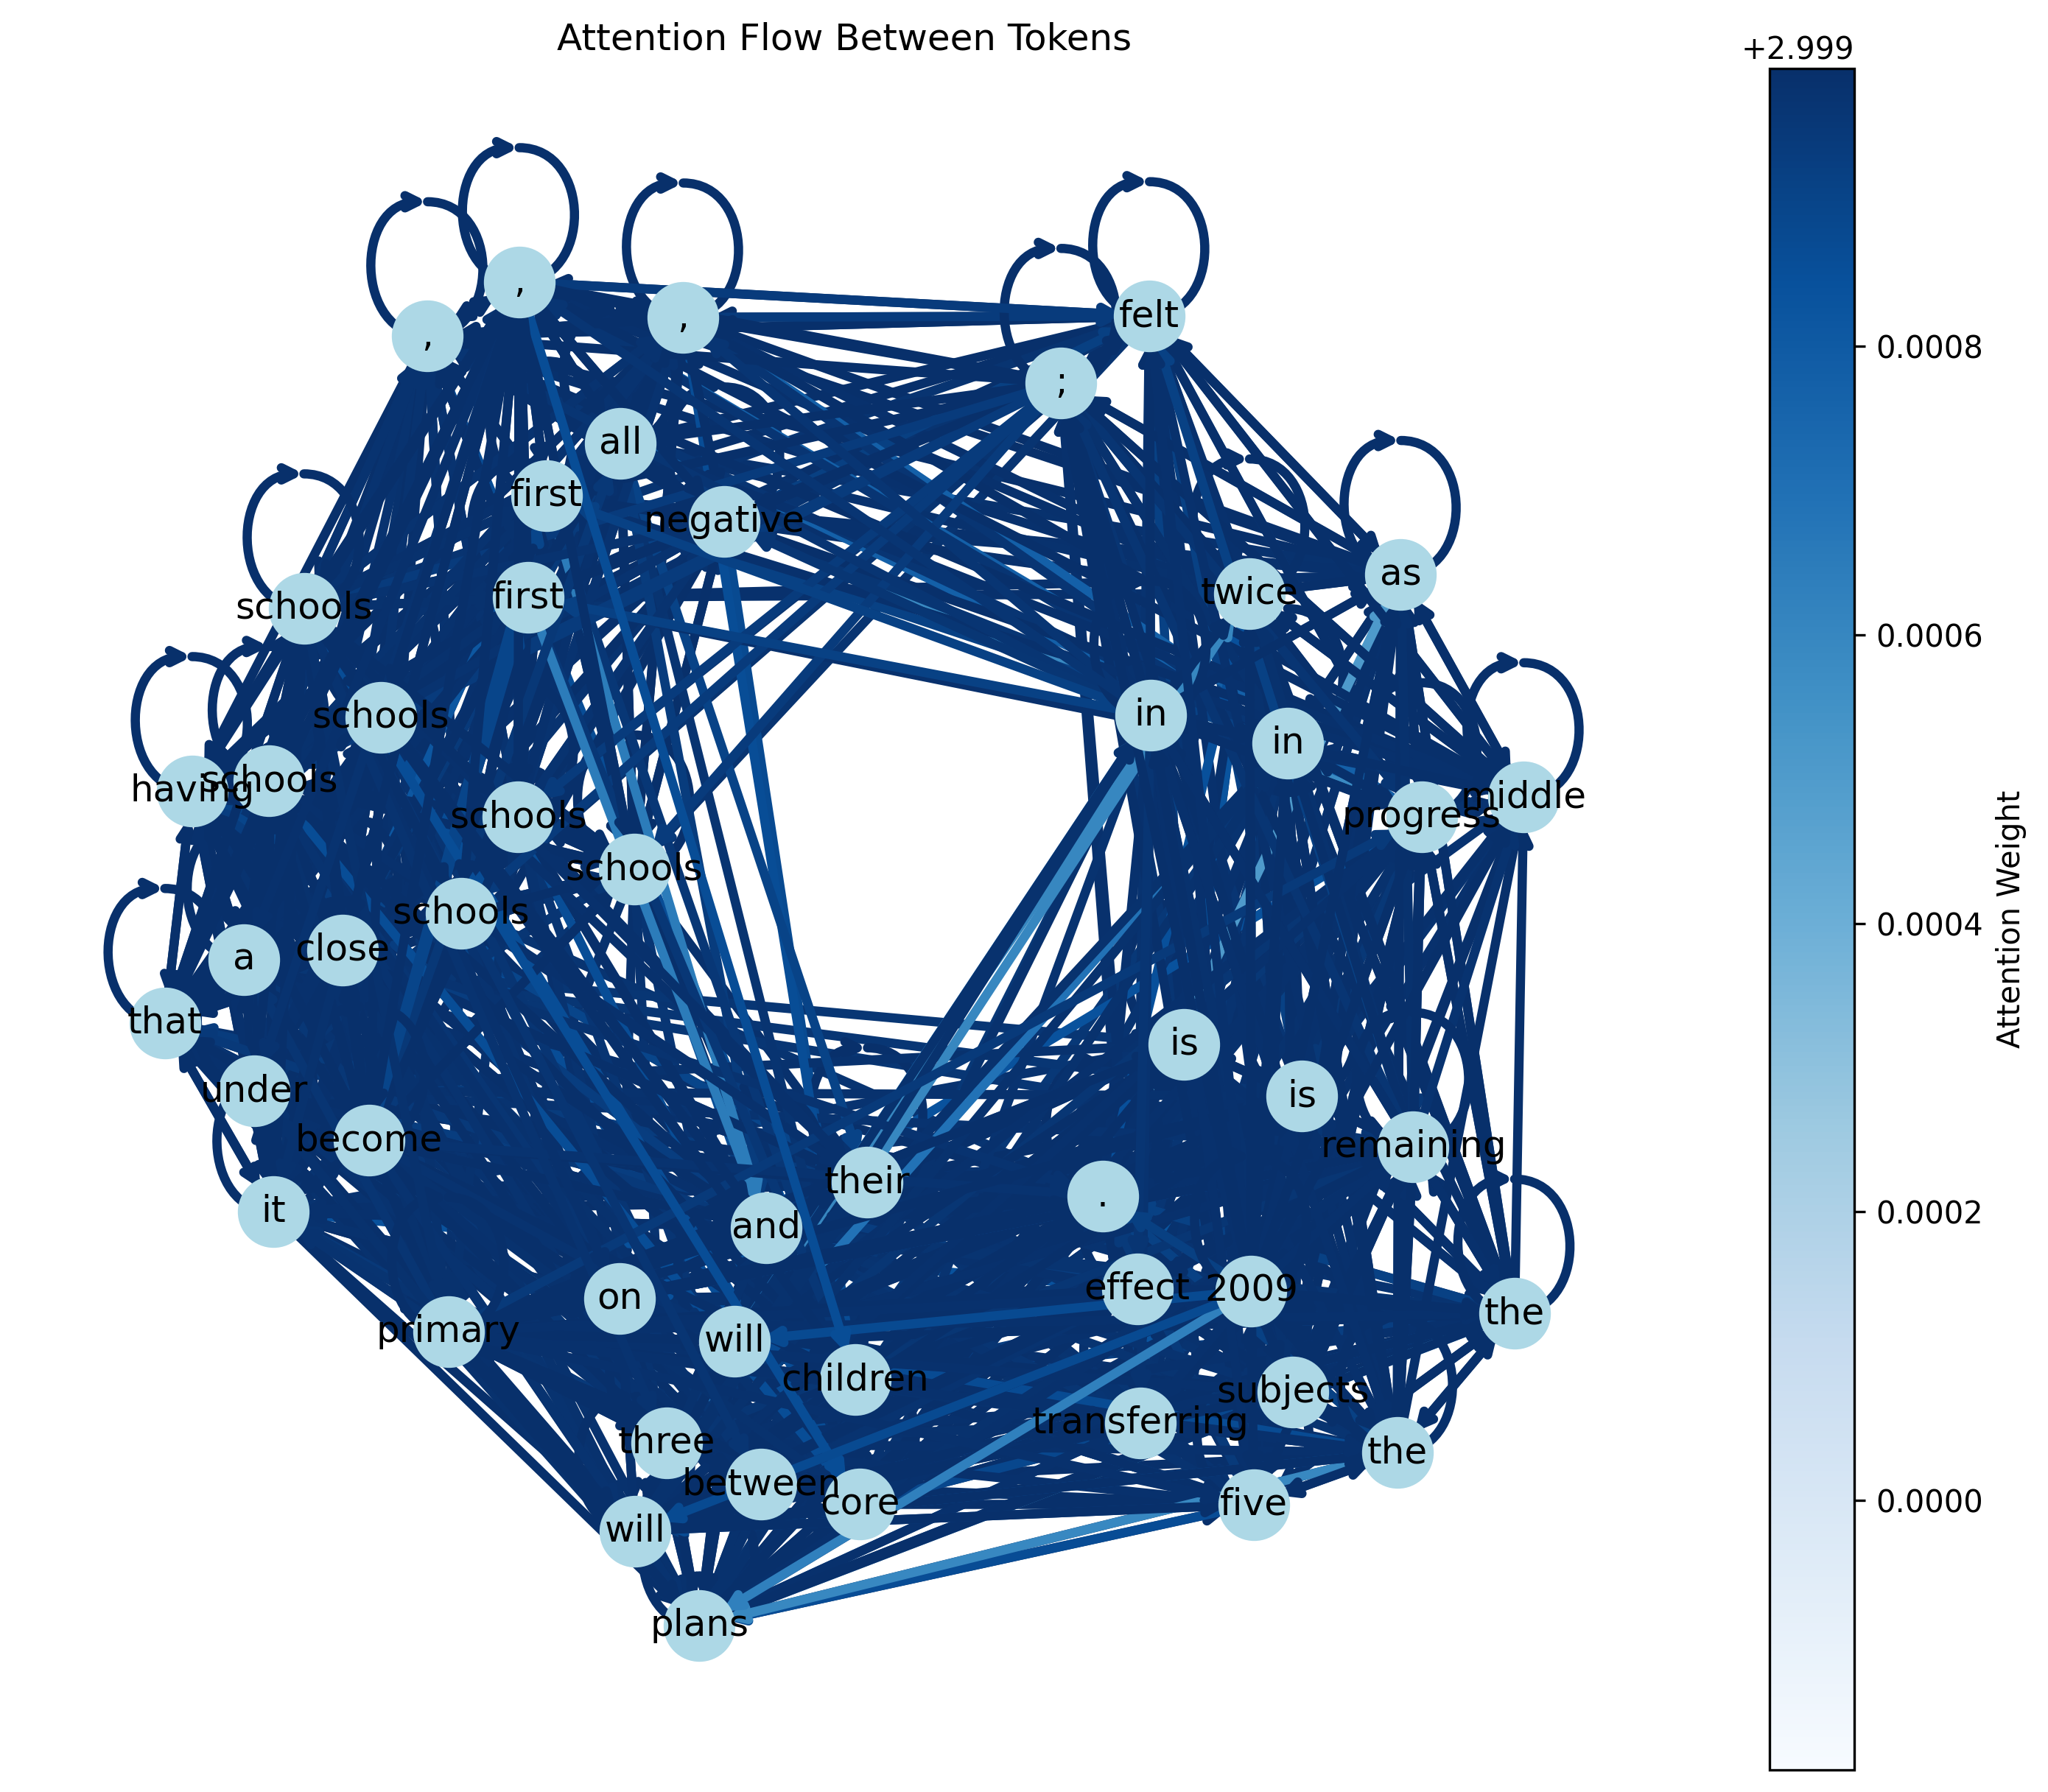 Attention Flow Between Tokens
+2.999
,
,
,
felt
;
0.0008
all
first
negative
as
twice
first
schools
0.0006
schools
in
in
schools
having
middle
schools
progress
schools
schools
0.0004
close
a
Attention Weight
that
is
under
is
become
remaining
their
.
it
0.0002
and
effect
2009
on
the
primary
will
children
subjects
transferring
three
the
between
0.0000
core
five
will
plans